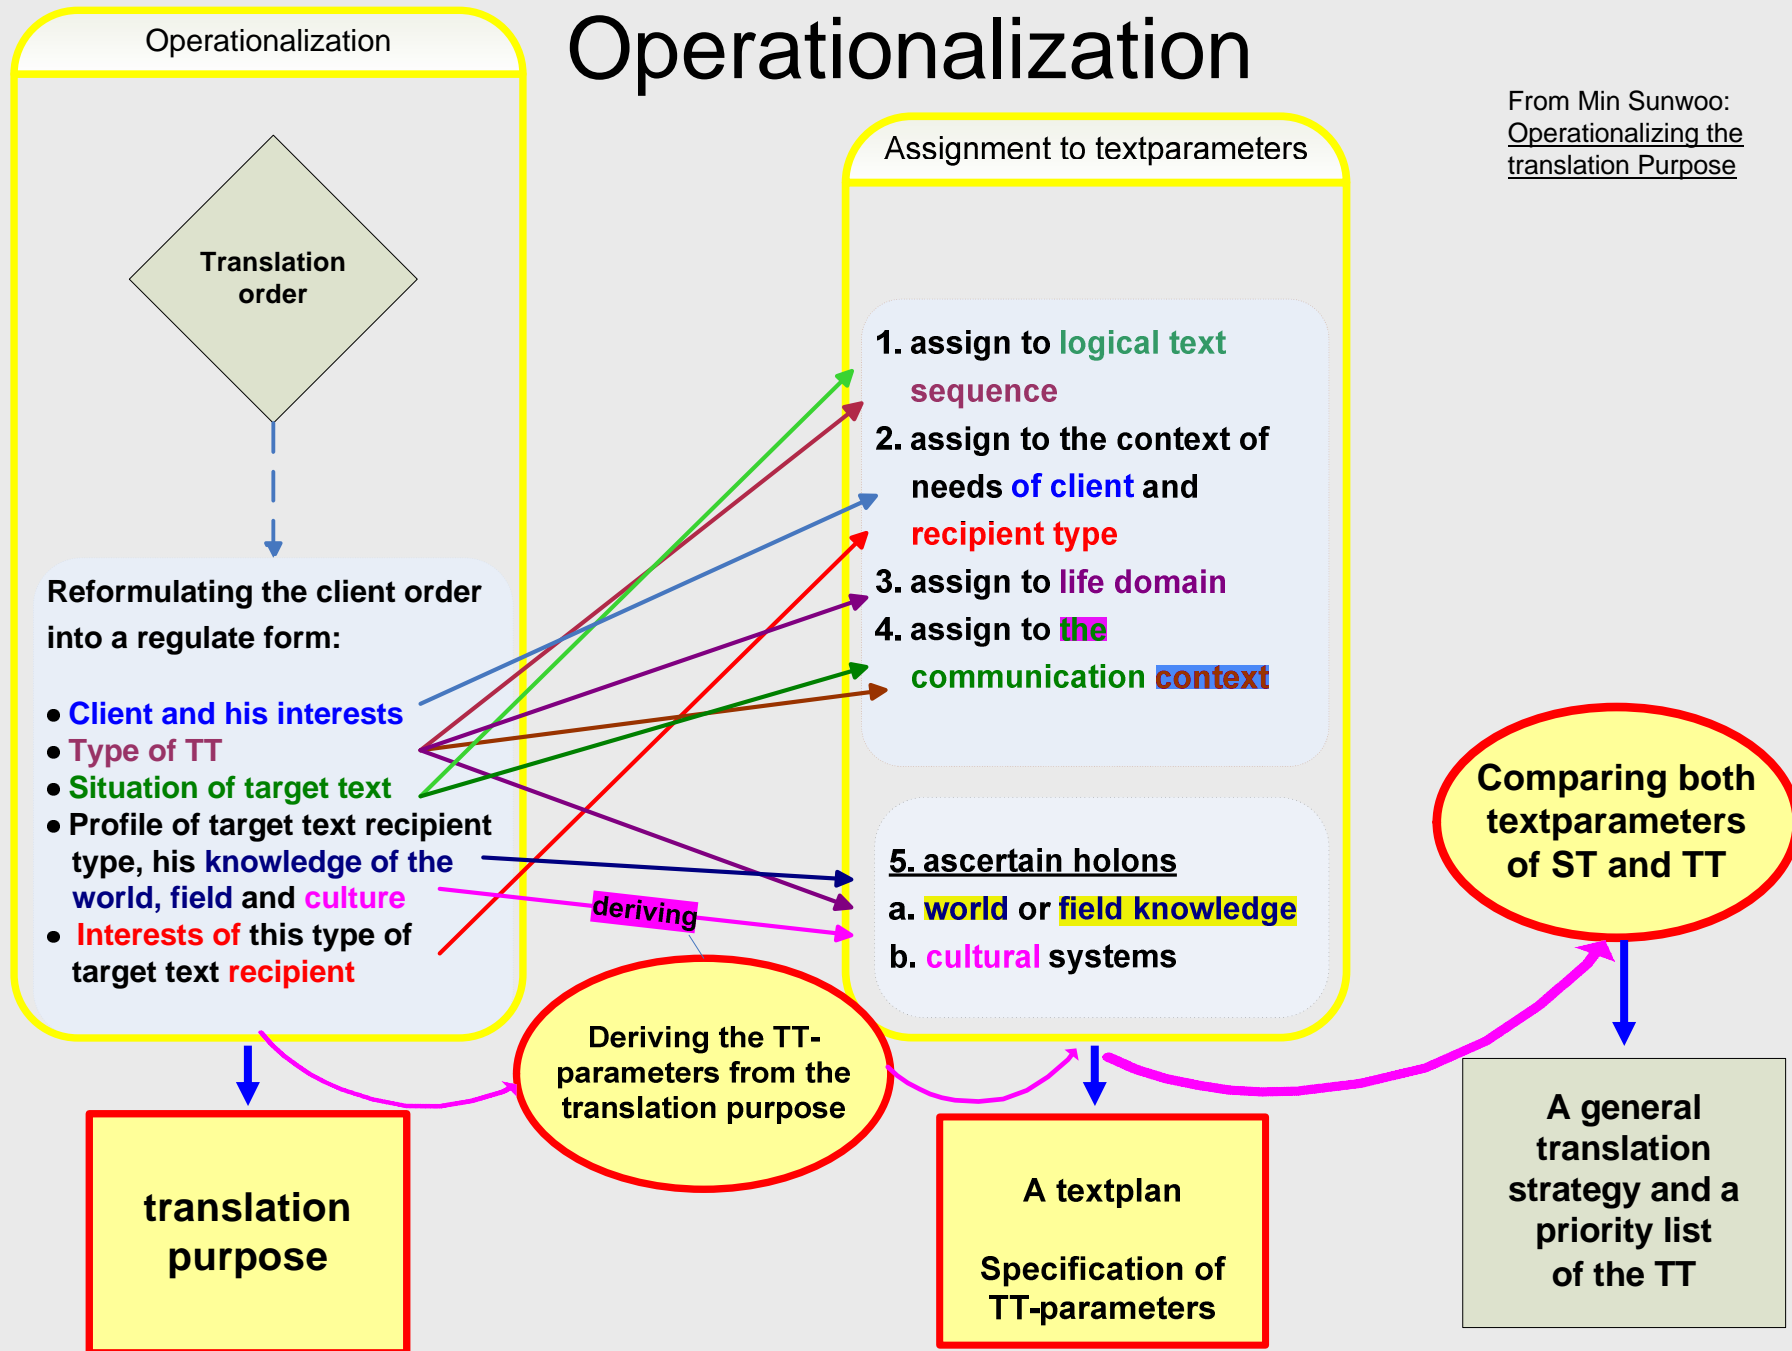 Operationalization
Operationalization
From Min Sunwoo:
Operationalizing the
translation Purpose
Translation
order
Reformulating the client order
into a regulate form:
● Client and his interests
● Type of TT
● Situation of target text
● Profile of target text recipient
type, his knowledge of the
world, field and culture
● Interests of this type of
target text recipient
translation
purpose
deriving
Deriving the TT-
parameters from the
translation purpose
Assignment to textparameters
1. assign to logical text
sequence
2. assign to the context of
needs of client and
recipient type
3. assign to life domain
4. assign to the
communication context
5. ascertain holons
a. world or field knowledge
b. cultural systems
A textplan
Specification of
TT-parameters
Comparing both
textparameters
of ST and TT
A general
translation
strategy and a
priority list
of the TT